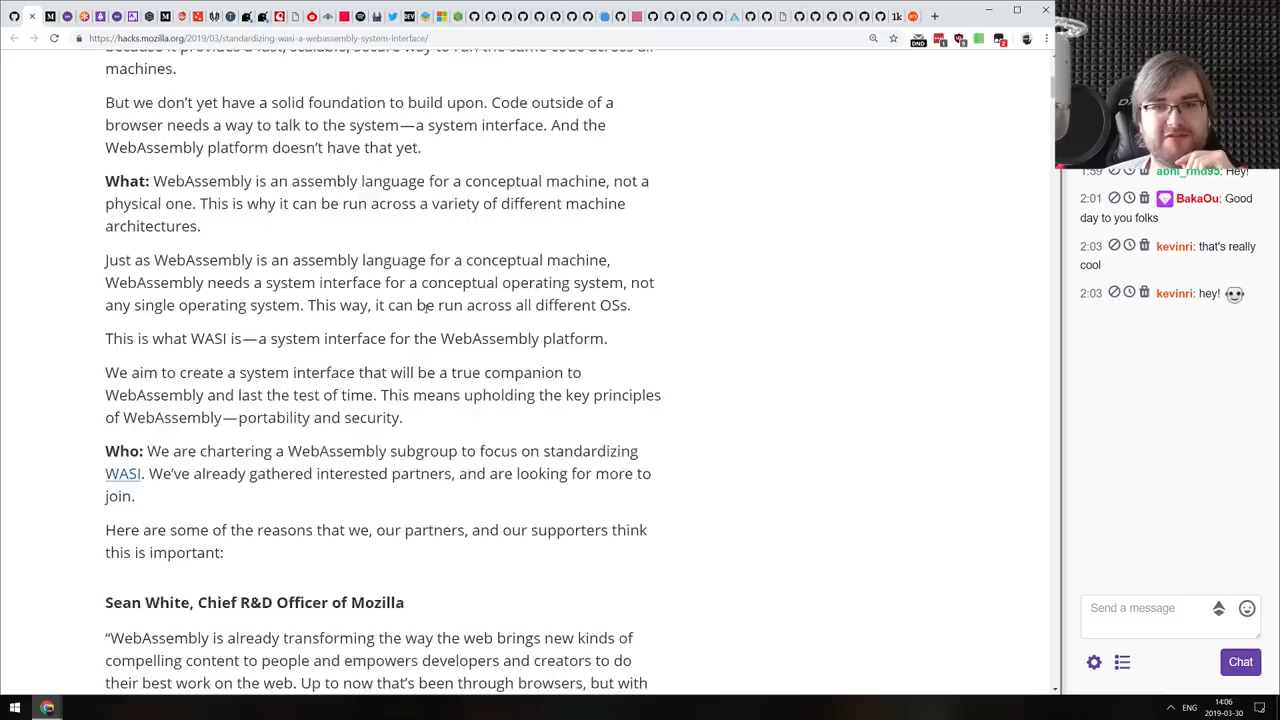 https://hacks.mozilla.org/2019/03/standardizing-wasi-a-webassembly-system-interface/
because it provides a fast, scalable, secure way to run the same code across all
machines.
But we don’t yet have a solid foundation to build upon. Code outside of a
browser needs a way to talk to the system — a system interface. And the
WebAssembly platform doesn’t have that yet.
What: WebAssembly is an assembly language for a conceptual machine, not a
physical one. This is why it can be run across a variety of different machine
architectures.
Just as WebAssembly is an assembly language for a conceptual machine,
WebAssembly needs a system interface for a conceptual operating system, not
any single operating system. This way, it can be run across all different OSs.
This is what WASI is — a system interface for the WebAssembly platform.
We aim to create a system interface that will be a true companion to
WebAssembly and last the test of time. This means upholding the key principles
of WebAssembly — portability and security.
Who: We are chartering a WebAssembly subgroup to focus on standardizing
WASI. We’ve already gathered interested partners, and are looking for more to
join.
Here are some of the reasons that we, our partners, and our supporters think
this is important:
Sean White, Chief R&D Officer of Mozilla
“WebAssembly is already transforming the way the web brings new kinds of
compelling content to people and empowers developers and creators to do
their best work on the web. Up to now that’s been through browsers, but with
DND
1:59 abhi_rmd95: Hey!
2:01 BakaOu: Good
day to you folks
2:03 kevinri: that's really
cool
2:03 kevinri: hey!
Send a message
Chat
ENG
14:06
2019-03-30